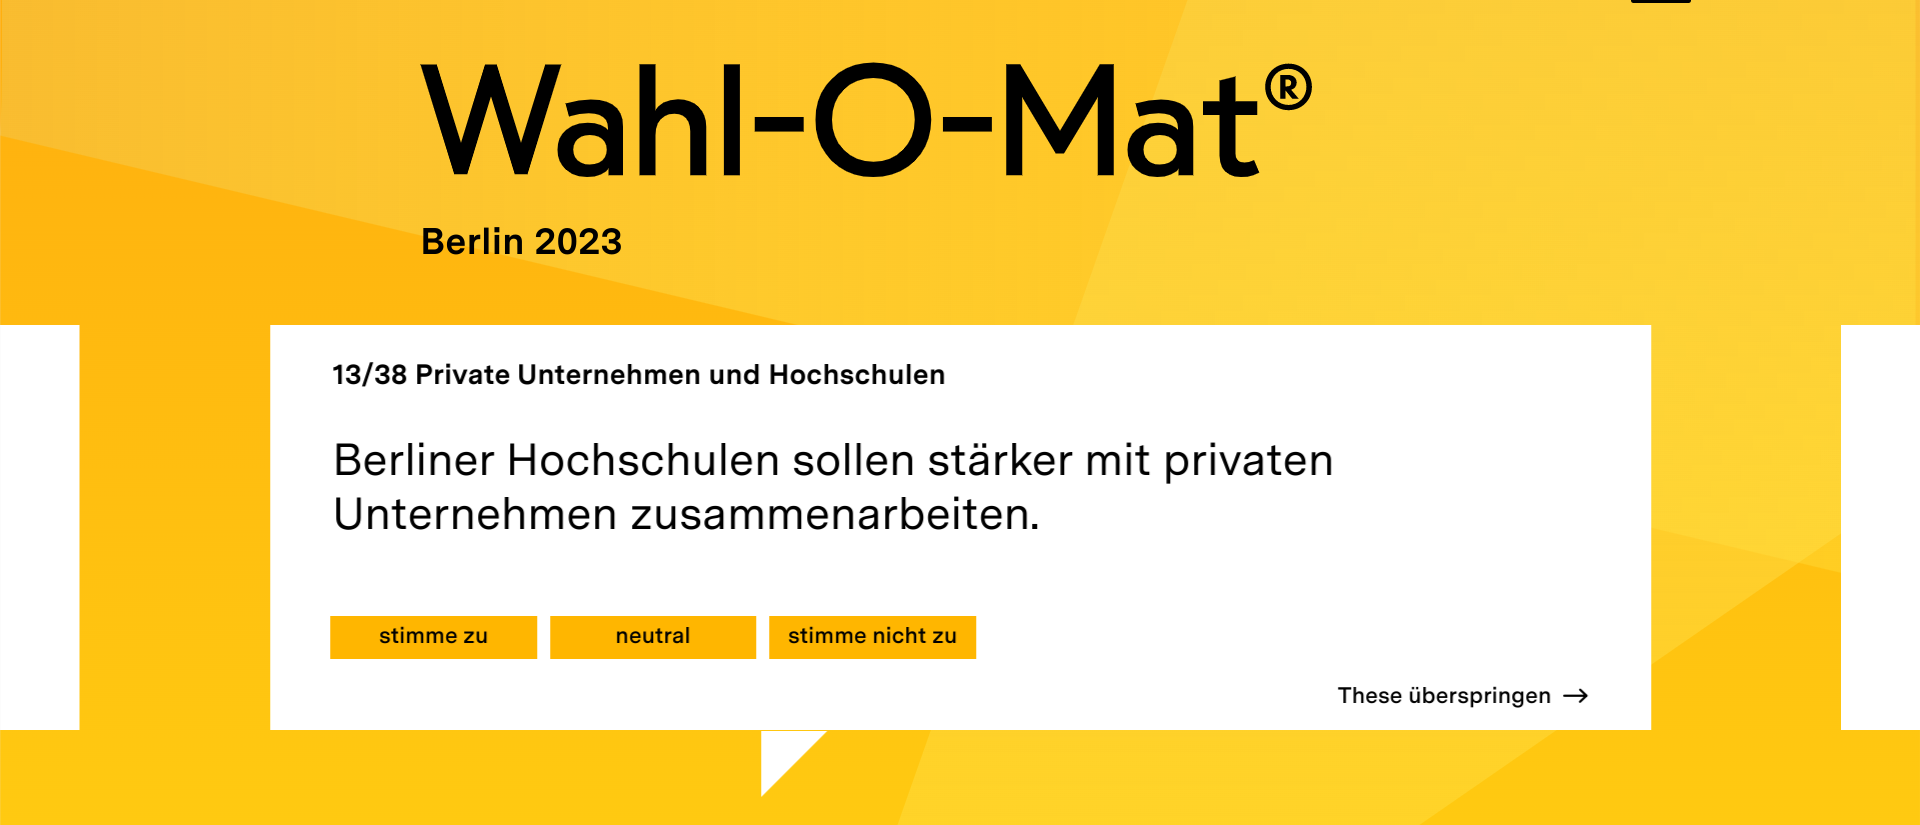 Wahl-O-Mat®
Berlin 2023
13/38 Private Unternehmen und Hochschulen
Berliner Hochschulen sollen stärker mit privaten
Unternehmen zusammenarbeiten.
stimme zu neutral stimme nicht zu
These überspringen →